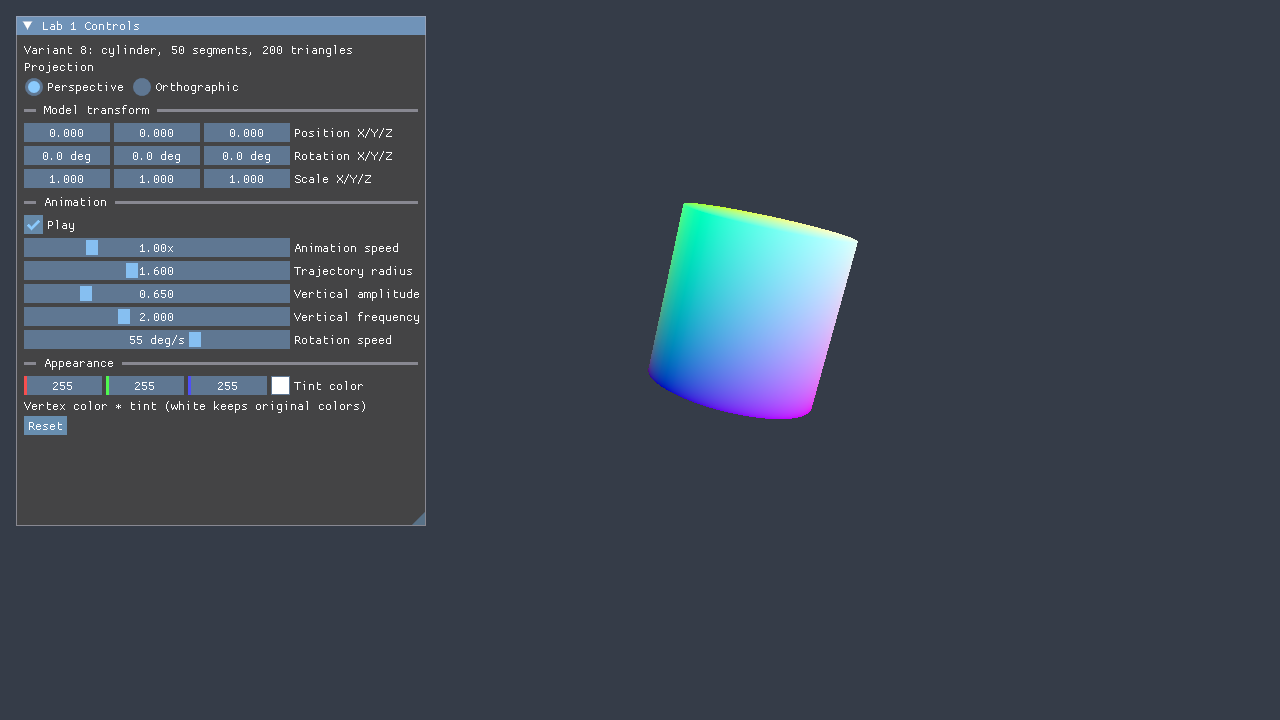 Lab 1 Controls
Variant 8: cylinder, 50 segments, 200 triangles
Projection
Perspective Orthographic
Model transform
0.000 0.000 0.000 Position X/Y/Z
0.0 deg 0.0 deg 0.0 deg Rotation X/Y/Z
1.000 1.000 1.000 Scale X/Y/Z
Animation
Play
1.00x Animation speed
1.600 Trajectory radius
0.650 Vertical amplitude
2.000 Vertical frequency
55 deg/s Rotation speed
Appearance
255 255 255 Tint color
Vertex color * tint (white keeps original colors)
Reset